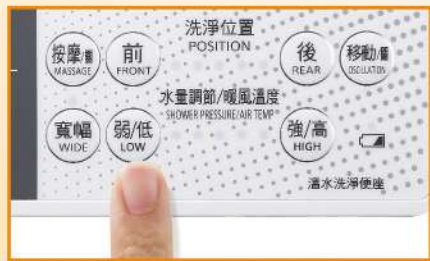 洗淨位置
POSITION
按摩/
MASSAGE
前
FRONT
後
REAR
移動/
OSCILLATION
水量調節/暖風溫度
SHOWER PRESSURE/AIR TEMP
寬幅
WIDE
弱/低
LOW
強/高
HIGH
溫水洗淨便座